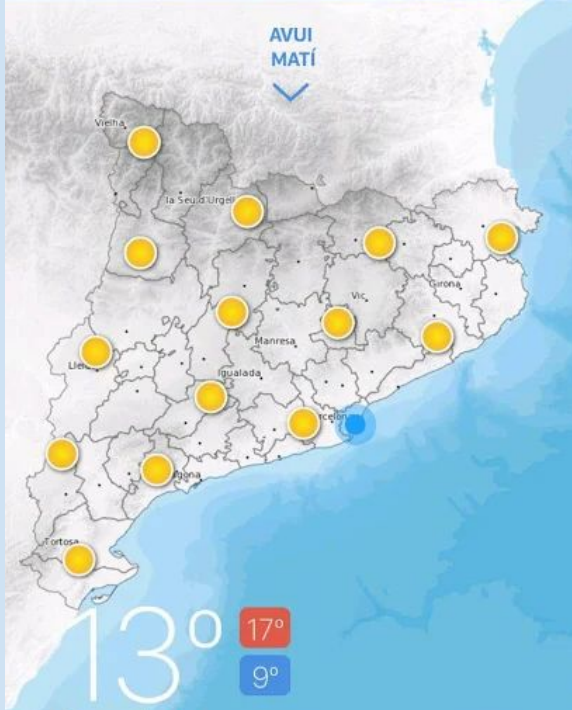 AVUI
MATÍ
Vielha
la Seu d'Urgell
Girona
Vic
Manresa
Igualada
Tortosa
13º
17º
9º